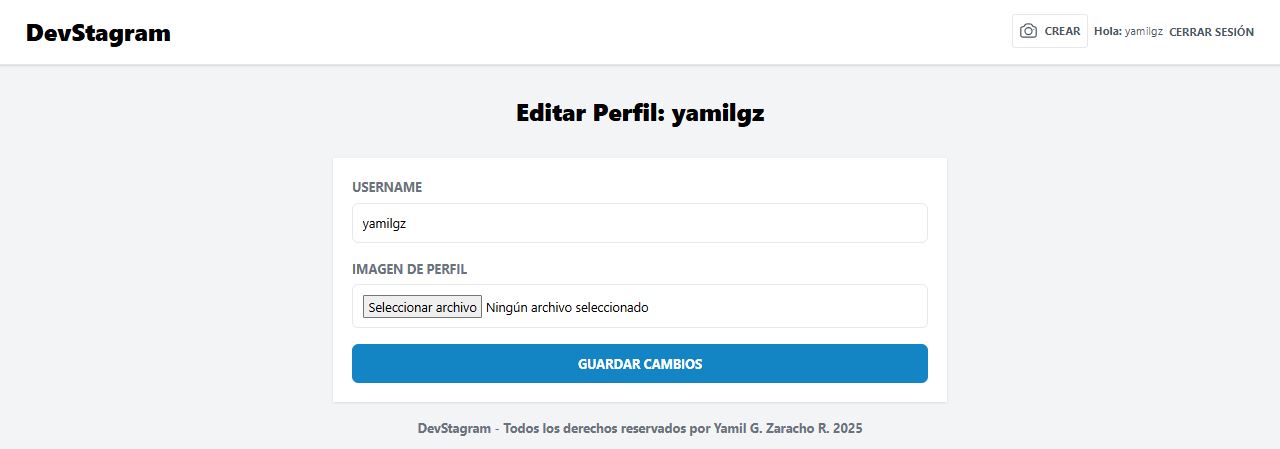 DevStagram
CREAR
Hola: yamilgz
CERRAR SESIÓN
Editar Perfil: yamilgz
USERNAME
yamilgz
IMAGEN DE PERFIL
Seleccionar archivo Ningún archivo seleccionado
GUARDAR CAMBIOS
DevStagram - Todos los derechos reservados por Yamil G. Zaracho R. 2025